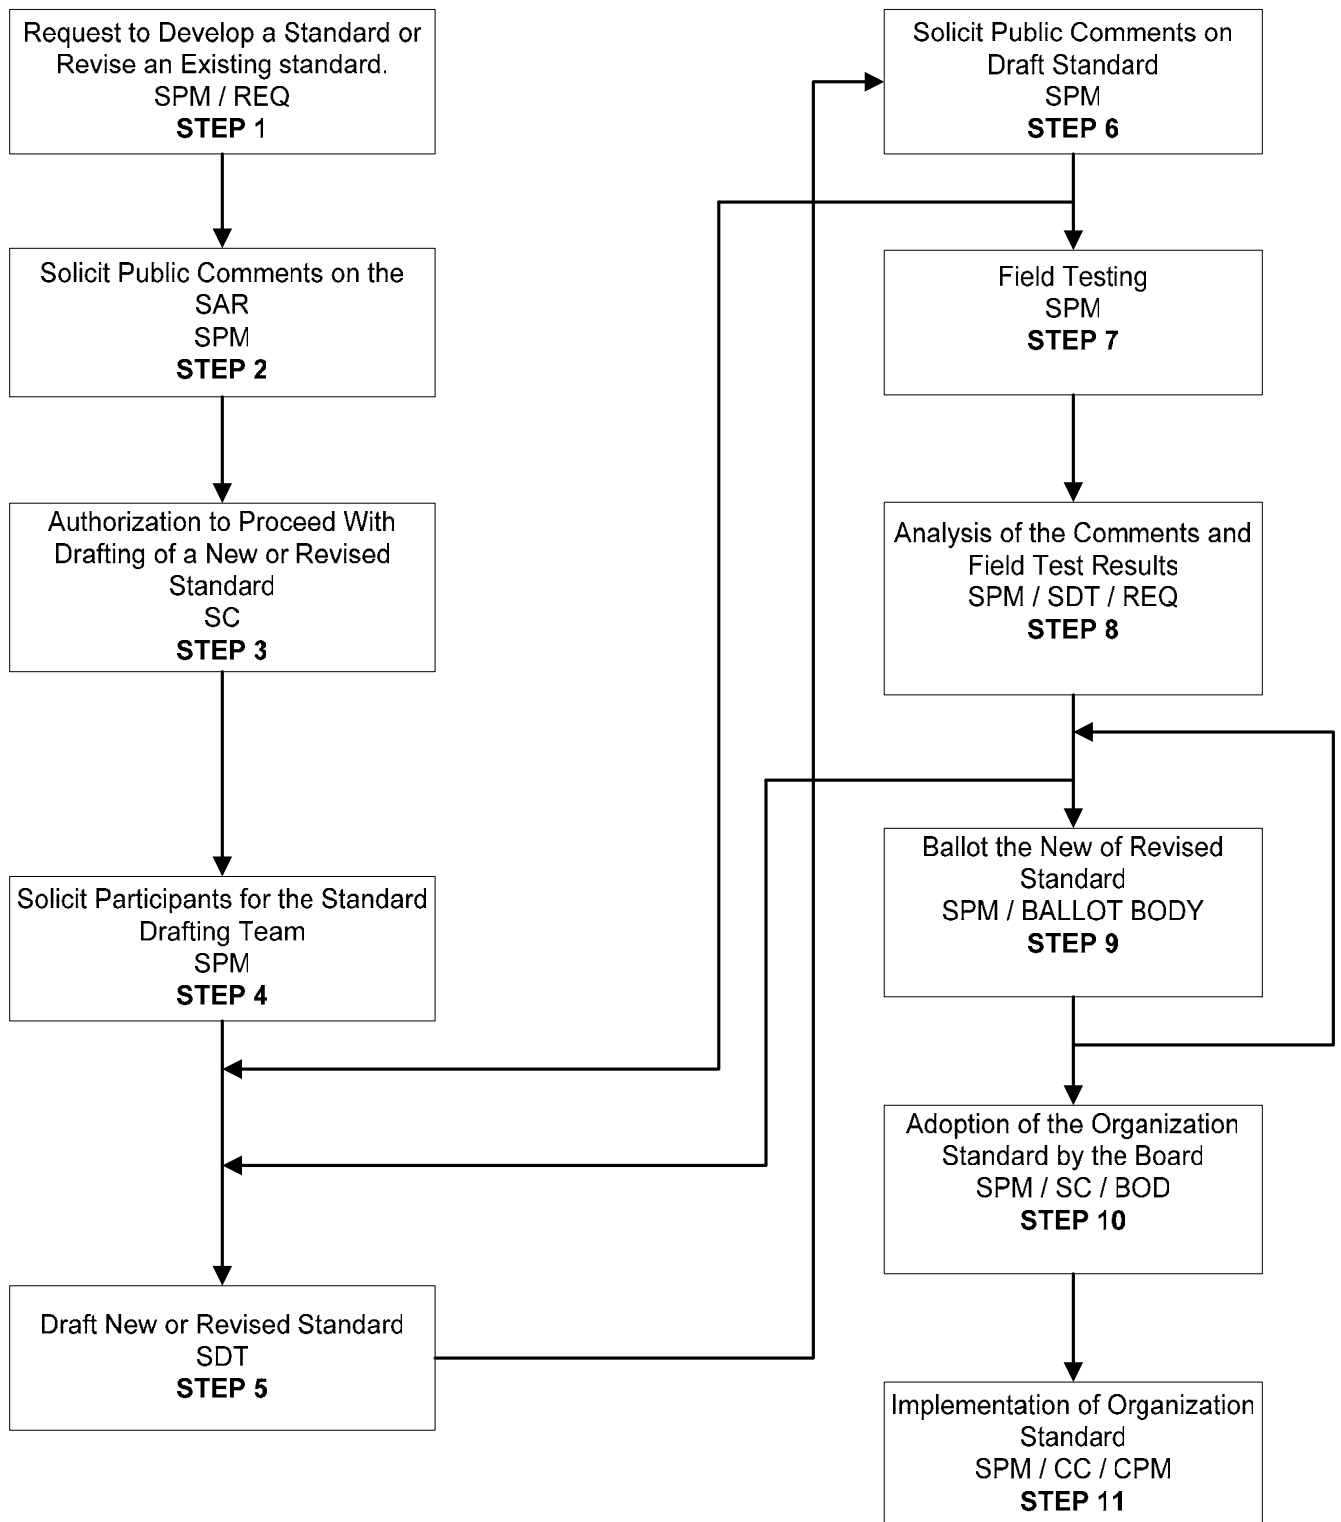 Request to Develop a Standard or
Revise an Existing standard.
SPM / REQ
STEP 1
Solicit Public Comments on the
SAR
SPM
STEP 2
Authorization to Proceed With
Drafting of a New or Revised
Standard
SC
STEP 3
Solicit Participants for the Standard
Drafting Team
SPM
STEP 4
Draft New or Revised Standard
SDT
STEP 5
Solicit Public Comments on
Draft Standard
SPM
STEP 6
Field Testing
SPM
STEP 7
Analysis of the Comments and
Field Test Results
SPM / SDT / REQ
STEP 8
Ballot the New of Revised
Standard
SPM / BALLOT BODY
STEP 9
Adoption of the Organization
Standard by the Board
SPM / SC / BOD
STEP 10
Implementation of Organization
Standard
SPM / CC / CPM
STEP 11